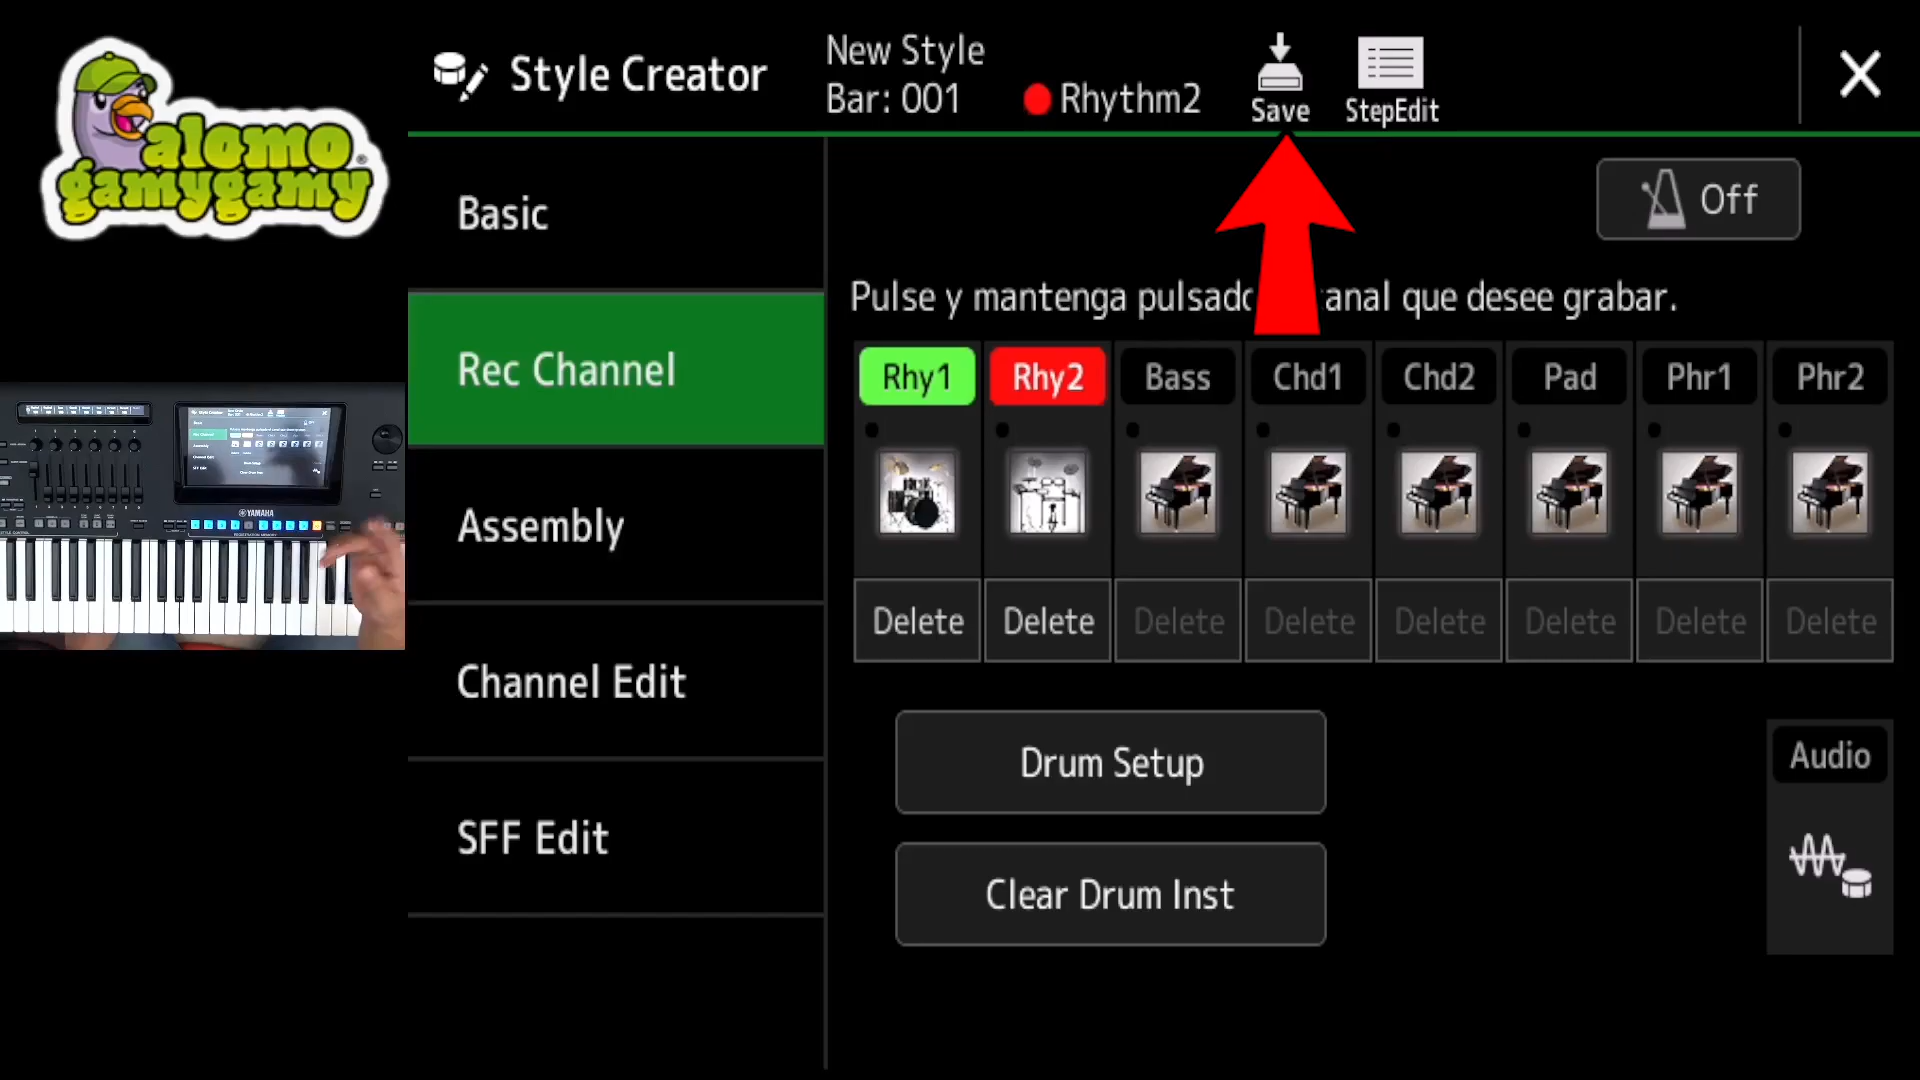 alomo
gamygamy
®
Style Creator
New Style
Bar: 001
Rhythm2
Save
StepEdit
Basic
Rec Channel
Assembly
Channel Edit
SFF Edit
Off
Pulse y mantenga pulsado anal que desee grabar.
Rhy1 Rhy2 Bass Chd1 Chd2 Pad Phr1 Phr2
Delete Delete Delete Delete Delete Delete Delete Delete
Drum Setup
Clear Drum Inst
Audio
YAMAHA